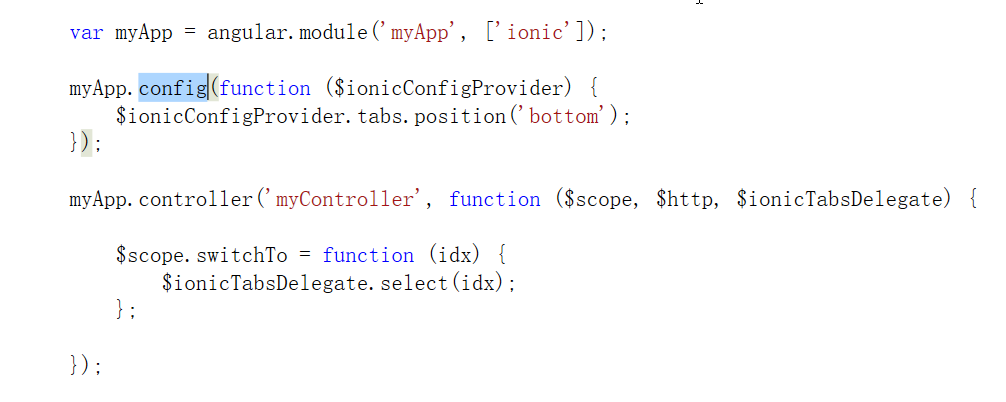 var myApp = angular.module('myApp', ['ionic']);
myApp.config(function ($ionicConfigProvider) {
$ionicConfigProvider.tabs.position('bottom');
});
myApp.controller('myController', function ($scope, $http, $ionicTabsDelegate) {
$scope.switchTo = function (idx) {
$ionicTabsDelegate.select(idx);
};
});